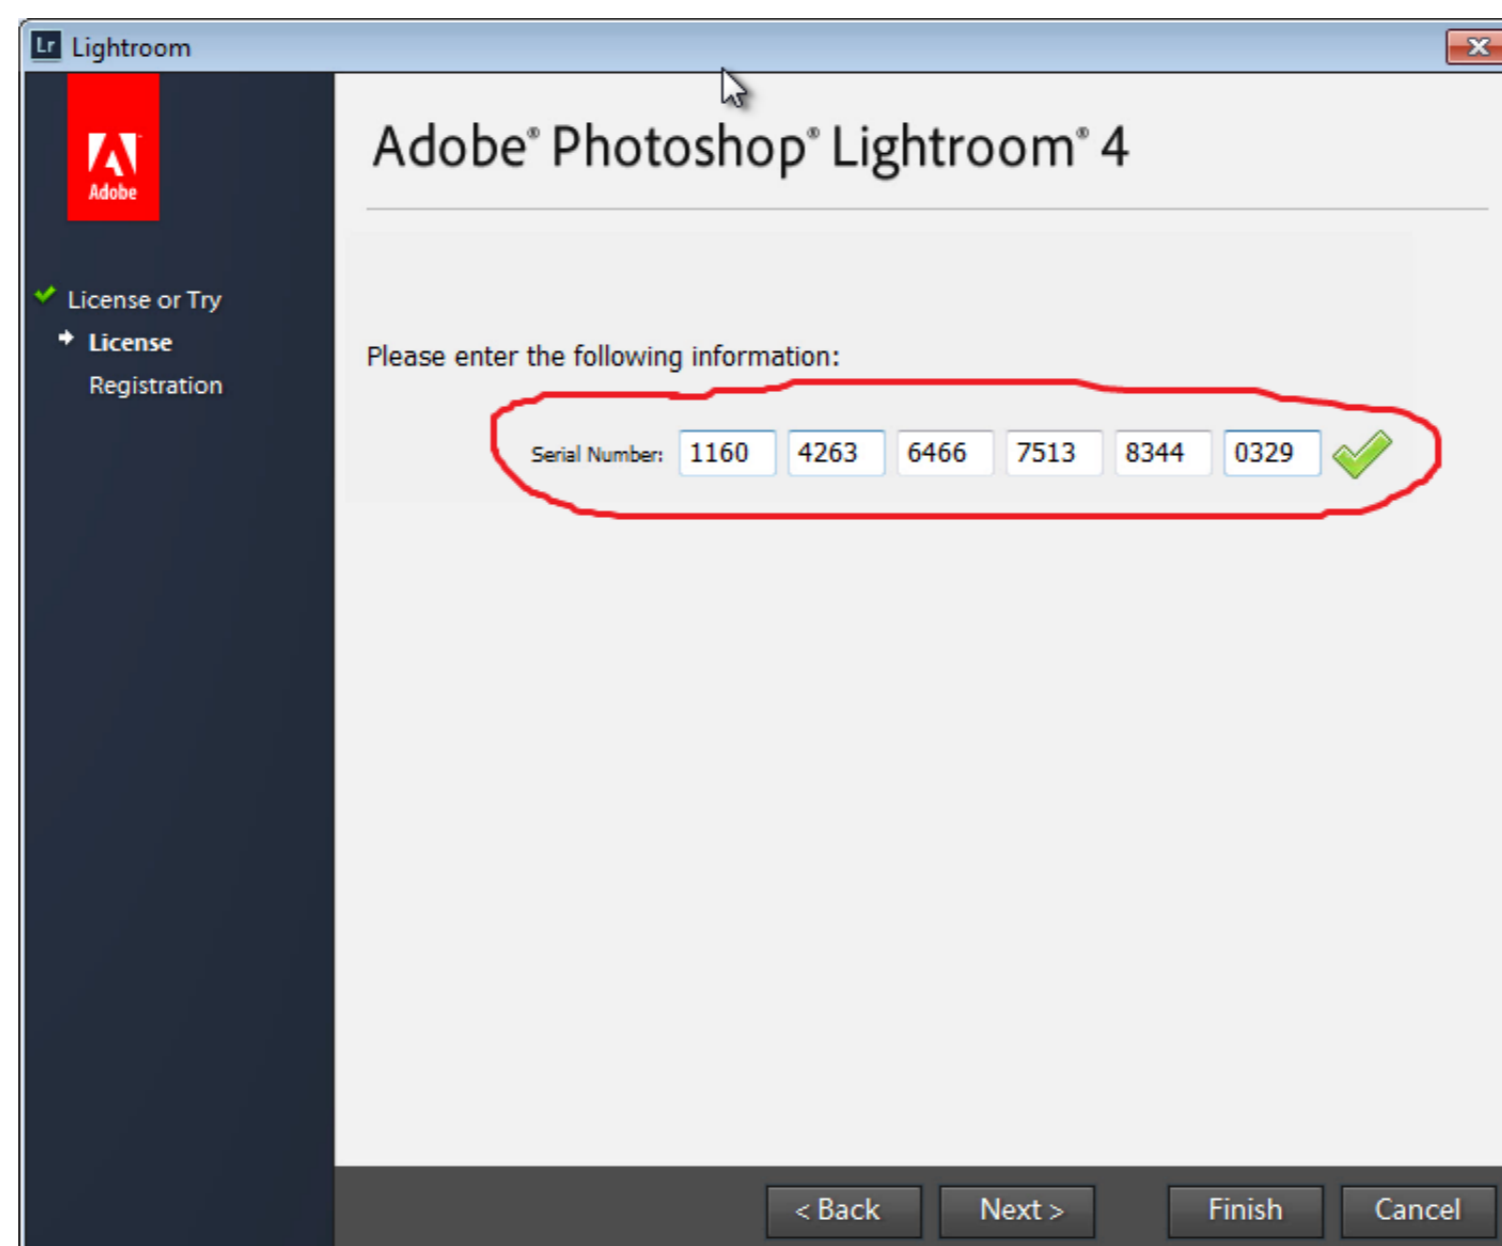 Lr Lightroom
Adobe
Adobe® Photoshop® Lightroom® 4
License or Try
License
Registration
Please enter the following information:
Serial Number: 1160 4263 6466 7513 8344 0329
< Back Next > Finish Cancel